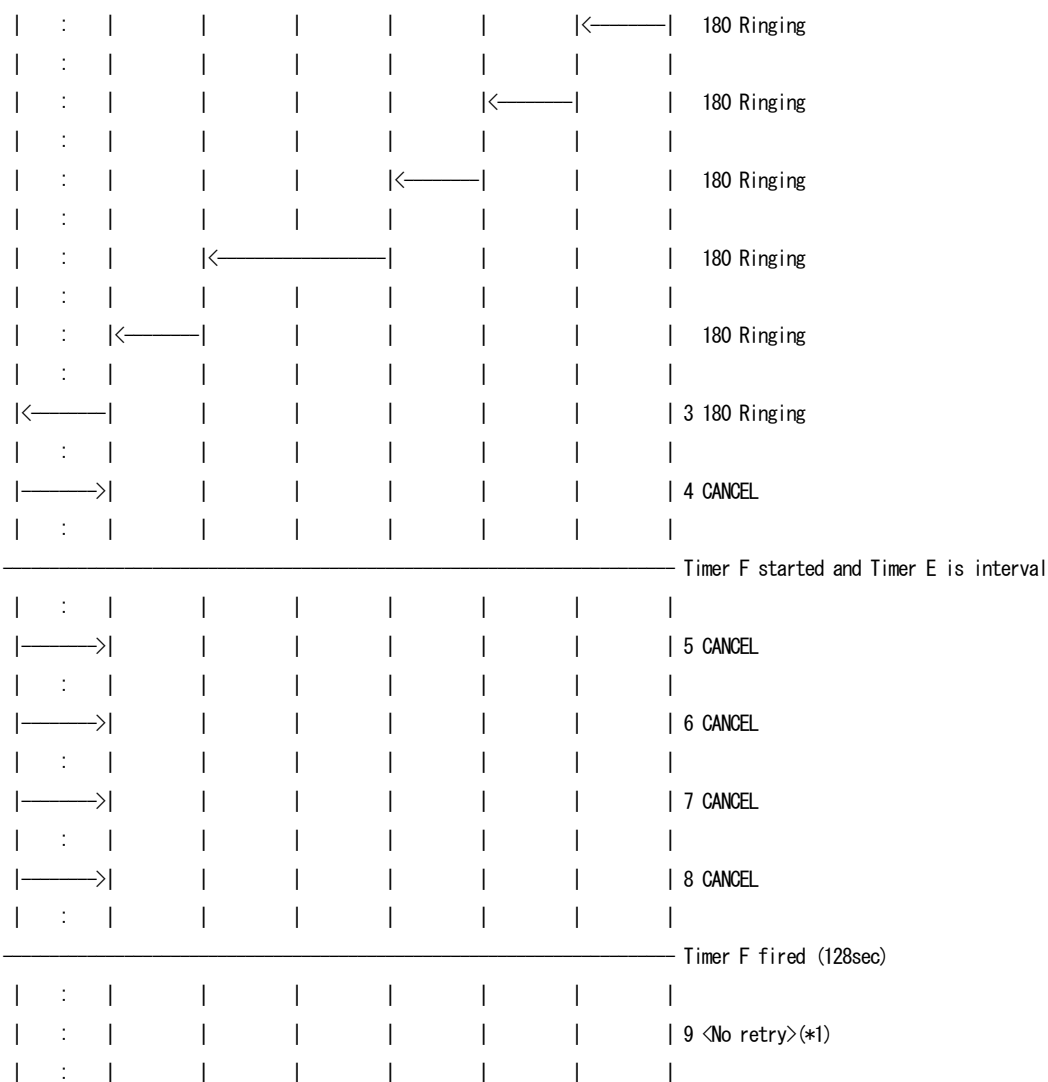 180 Ringing
180 Ringing
180 Ringing
180 Ringing
180 Ringing
3 180 Ringing
4 CANCEL
Timer F started and Timer E is interval
5 CANCEL
6 CANCEL
7 CANCEL
8 CANCEL
Timer F fired (128sec)
9 <No retry>(*1)